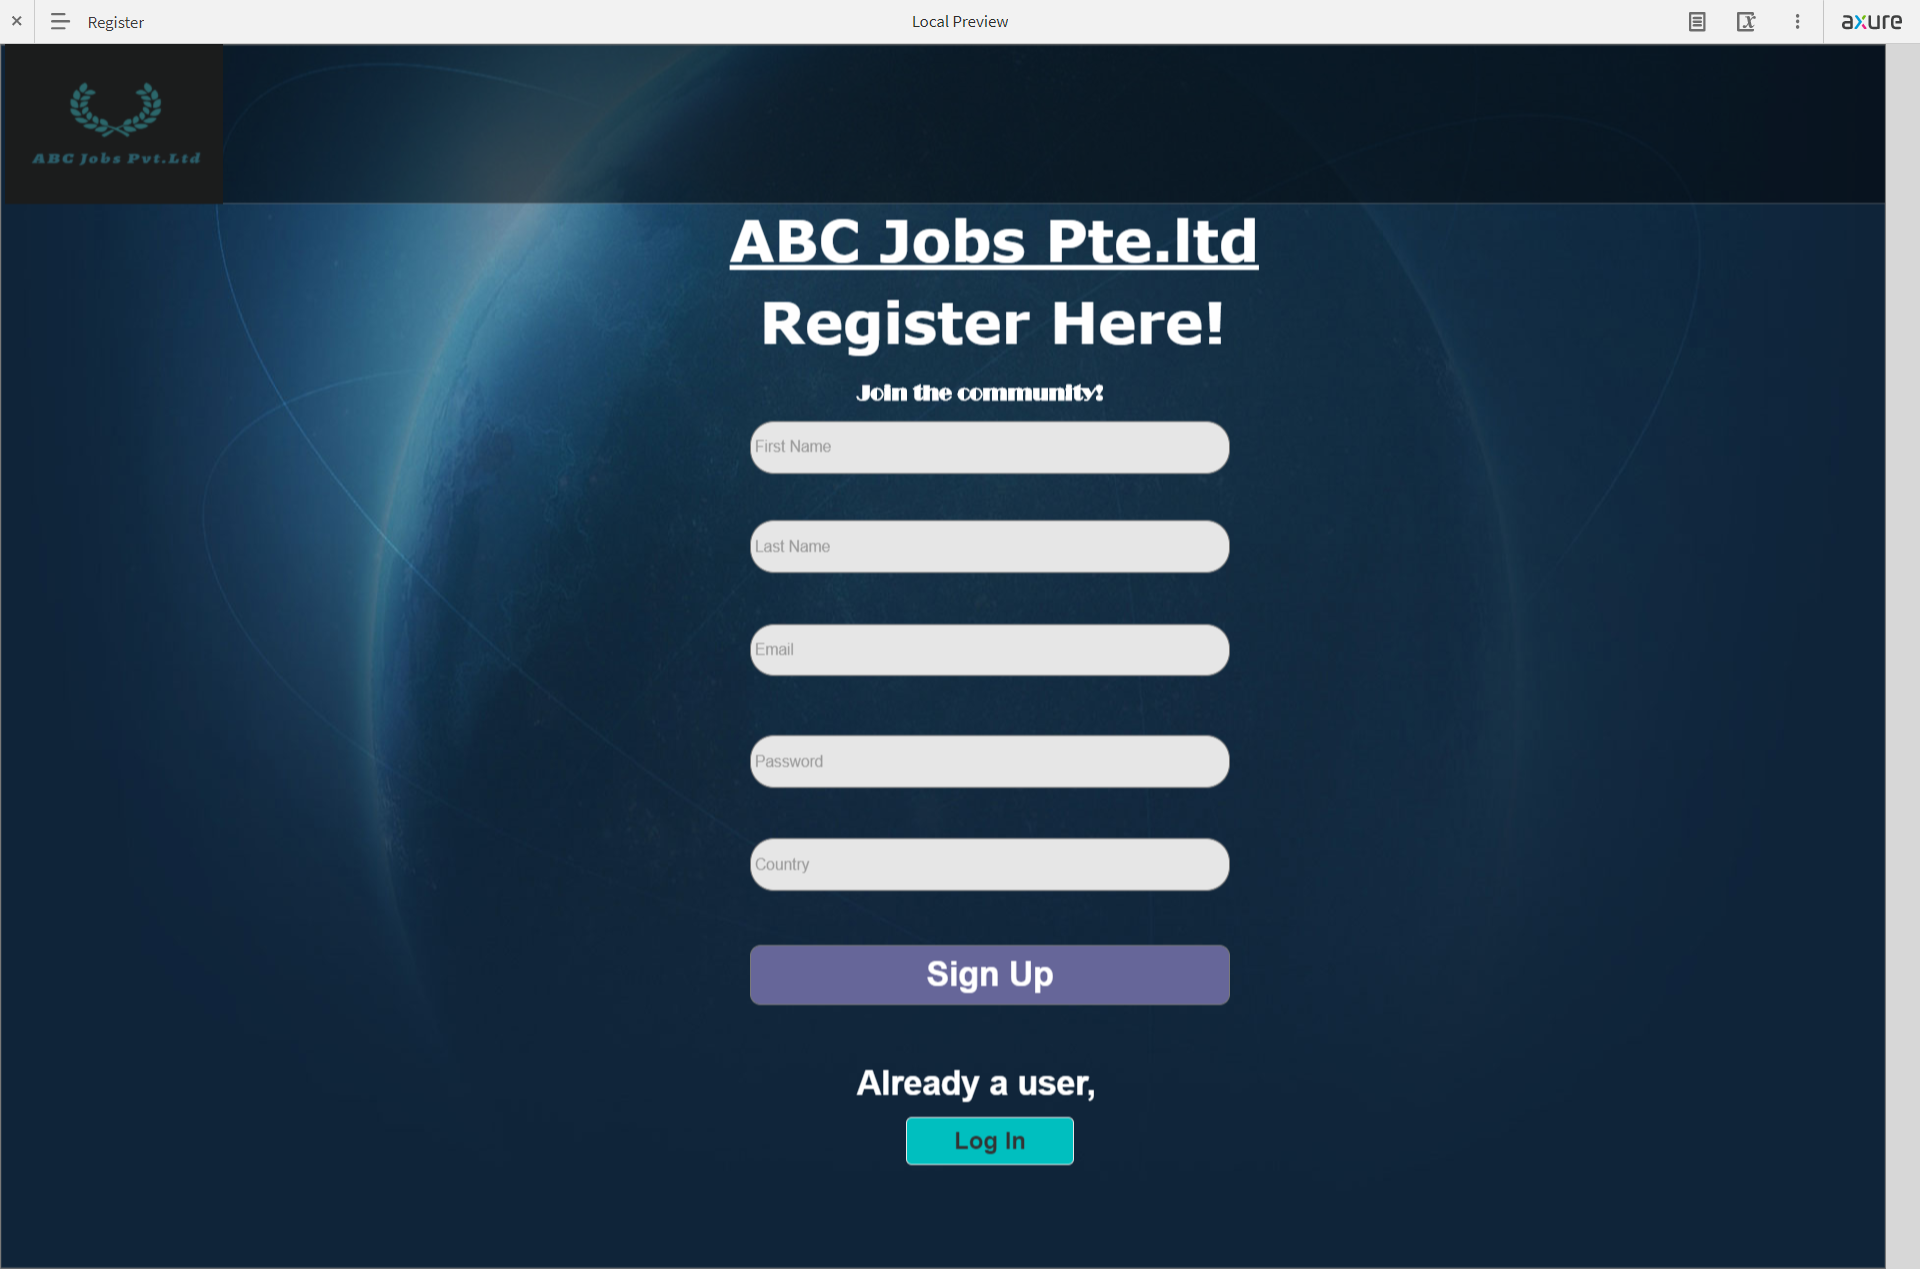 Register
Local Preview
axure
ABC Jobs Pvt.Ltd
ABC Jobs Pte.ltd
Register Here!
Join the community!
First Name
Last Name
Email
Password
Country
Sign Up
Already a user,
Log In